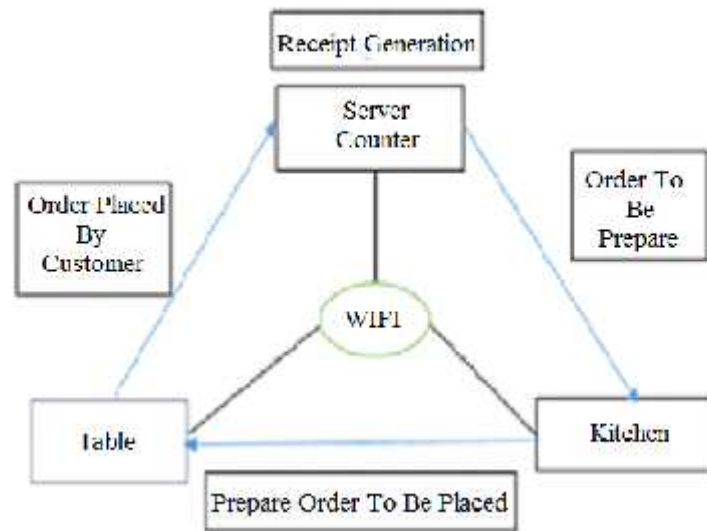 Receipt Generation
Server
Counter
Order Placed
By
Customer
Order To
Be
Prepare
WIFI
Table
Kitchen
Prepare Order To Be Placed